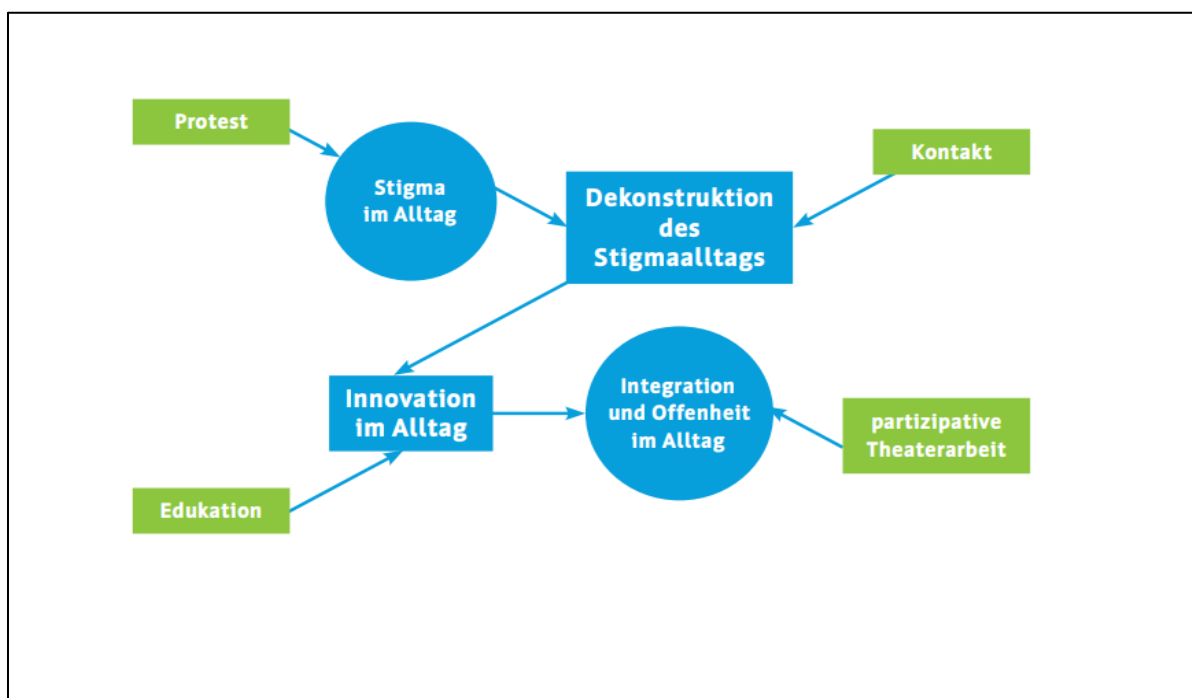 Protest
Stigma
im Alltag
Kontakt
Dekonstruktion
des
Stigmaalltags
Innovation
im Alltag
Integration
und Offenheit
im Alltag
partizipative
Theaterarbeit
Edukation